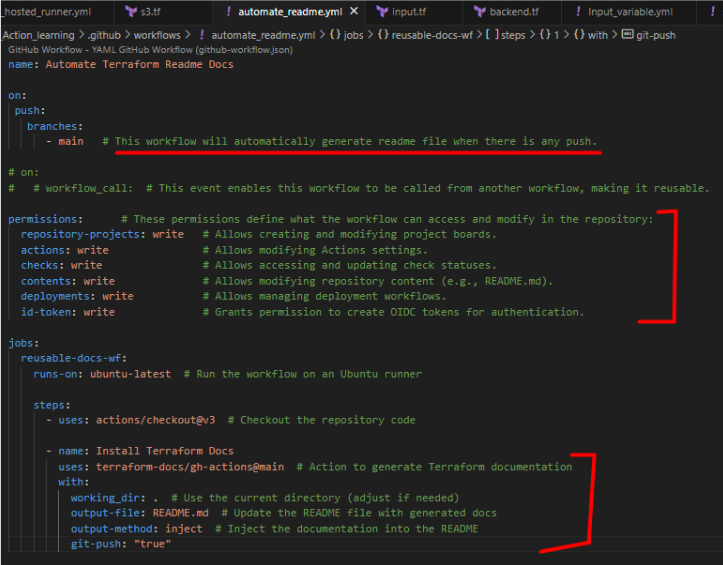 _hosted_runner.yml s3.tf ! automate_readme.yml X input.tf backend.tf ! Input_variable.yml !
Action_learning > .github > workflows > ! automate_readme.yml > {} jobs > {} reusable-docs-wf > [ ] steps > {} 1 > {} with > abc git-push
GitHub Workflow - YAML GitHub Workflow (github-workflow.json)
name: Automate Terraform Readme Docs
on:
push:
branches:
- main # This workflow will automatically generate readme file when there is any push.
# on:
# # workflow_call: # This event enables this workflow to be called from another workflow, making it reusable.
permissions: # These permissions define what the workflow can access and modify in the repository:
repository-projects: write # Allows creating and modifying project boards.
actions: write # Allows modifying Actions settings.
checks: write # Allows accessing and updating check statuses.
contents: write # Allows modifying repository content (e.g., README.md).
deployments: write # Allows managing deployment workflows.
id-token: write # Grants permission to create OIDC tokens for authentication.
jobs:
reusable-docs-wf:
runs-on: ubuntu-latest # Run the workflow on an Ubuntu runner
steps:
- uses: actions/checkout@v3 # Checkout the repository code
- name: Install Terraform Docs
uses: terraform-docs/gh-actions@main # Action to generate Terraform documentation
with:
working_dir: . # Use the current directory (adjust if needed)
output-file: README.md # Update the README file with generated docs
output-method: inject # Inject the documentation into the README
git-push: "true"